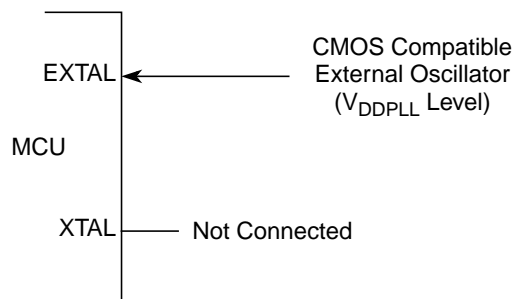 CMOS Compatible
External Oscillator
(VDDPLL Level)
EXTAL
MCU
XTAL
Not Connected